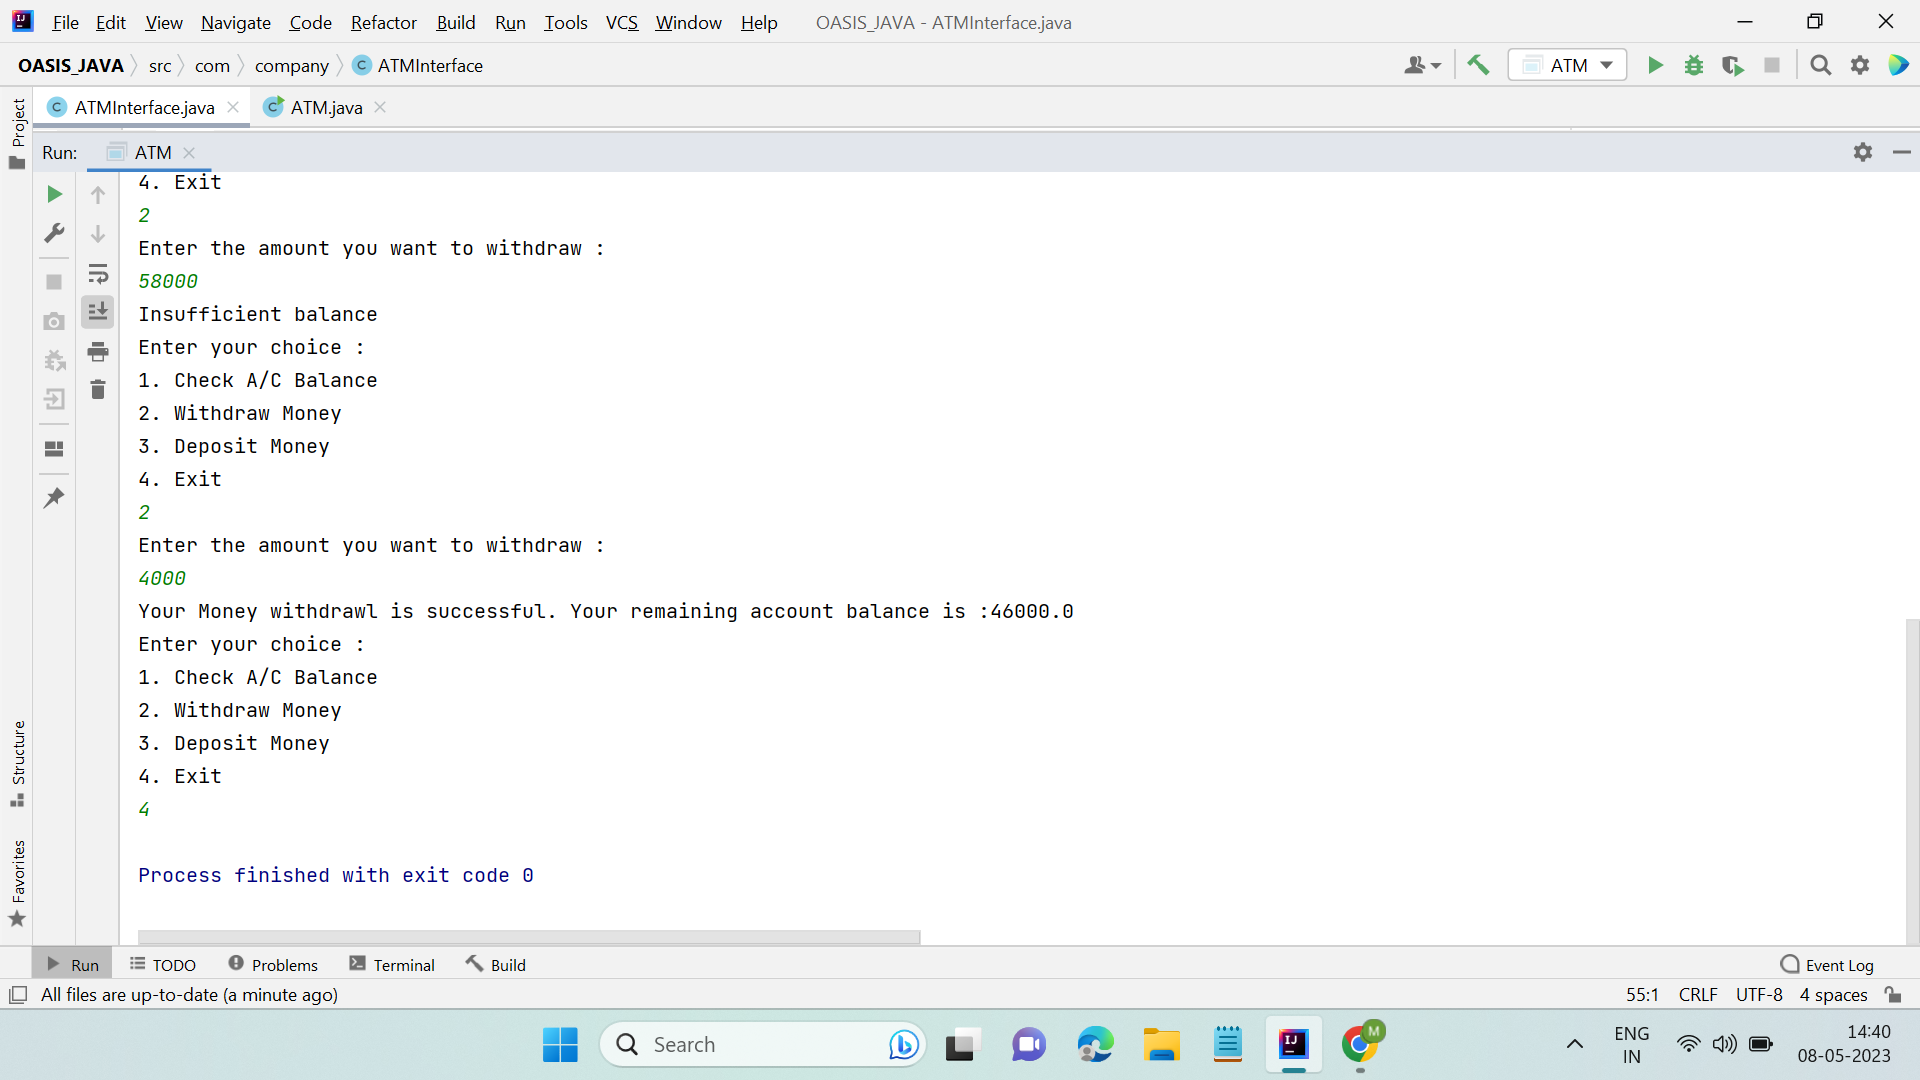 File Edit View Navigate Code Refactor Build Run Tools VCS Window Help OASIS_JAVA - ATMInterface.java
OASIS_JAVA src com company C ATMInterface ATM
C ATMInterface.java C ATM.java
Project
Run: ATM
4. Exit
2
Enter the amount you want to withdraw :
58000
Insufficient balance
Enter your choice :
1. Check A/C Balance
2. Withdraw Money
3. Deposit Money
4. Exit
2
Enter the amount you want to withdraw :
4000
Your Money withdrawl is successful. Your remaining account balance is :46000.0
Enter your choice :
1. Check A/C Balance
2. Withdraw Money
3. Deposit Money
4. Exit
4
Process finished with exit code 0
Structure
Favorites
Run TODO Problems Terminal Build Event Log
All files are up-to-date (a minute ago) 55:1 CRLF UTF-8 4 spaces
Search IJ M ENG 14:40
IN 08-05-2023